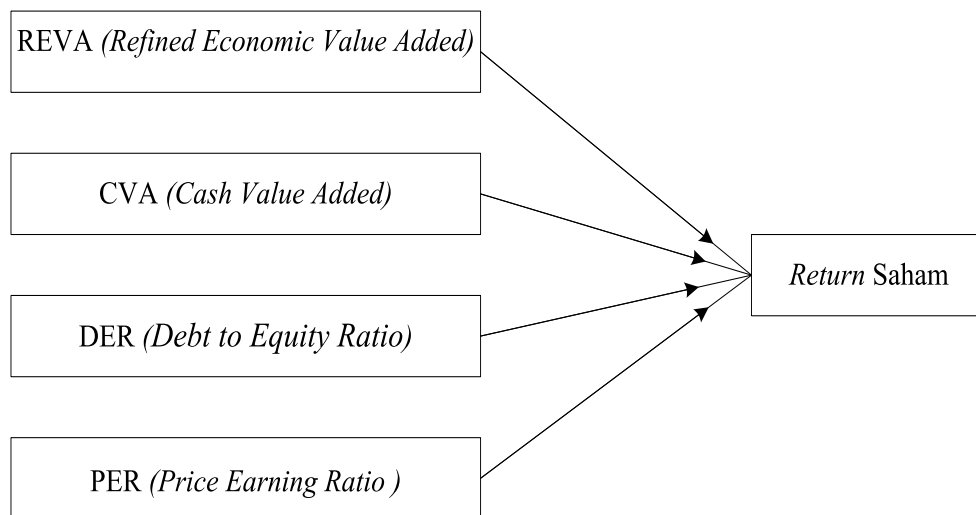 REVA (Refined Economic Value Added)
CVA (Cash Value Added)
DER (Debt to Equity Ratio)
Return Saham
PER (Price Earning Ratio )